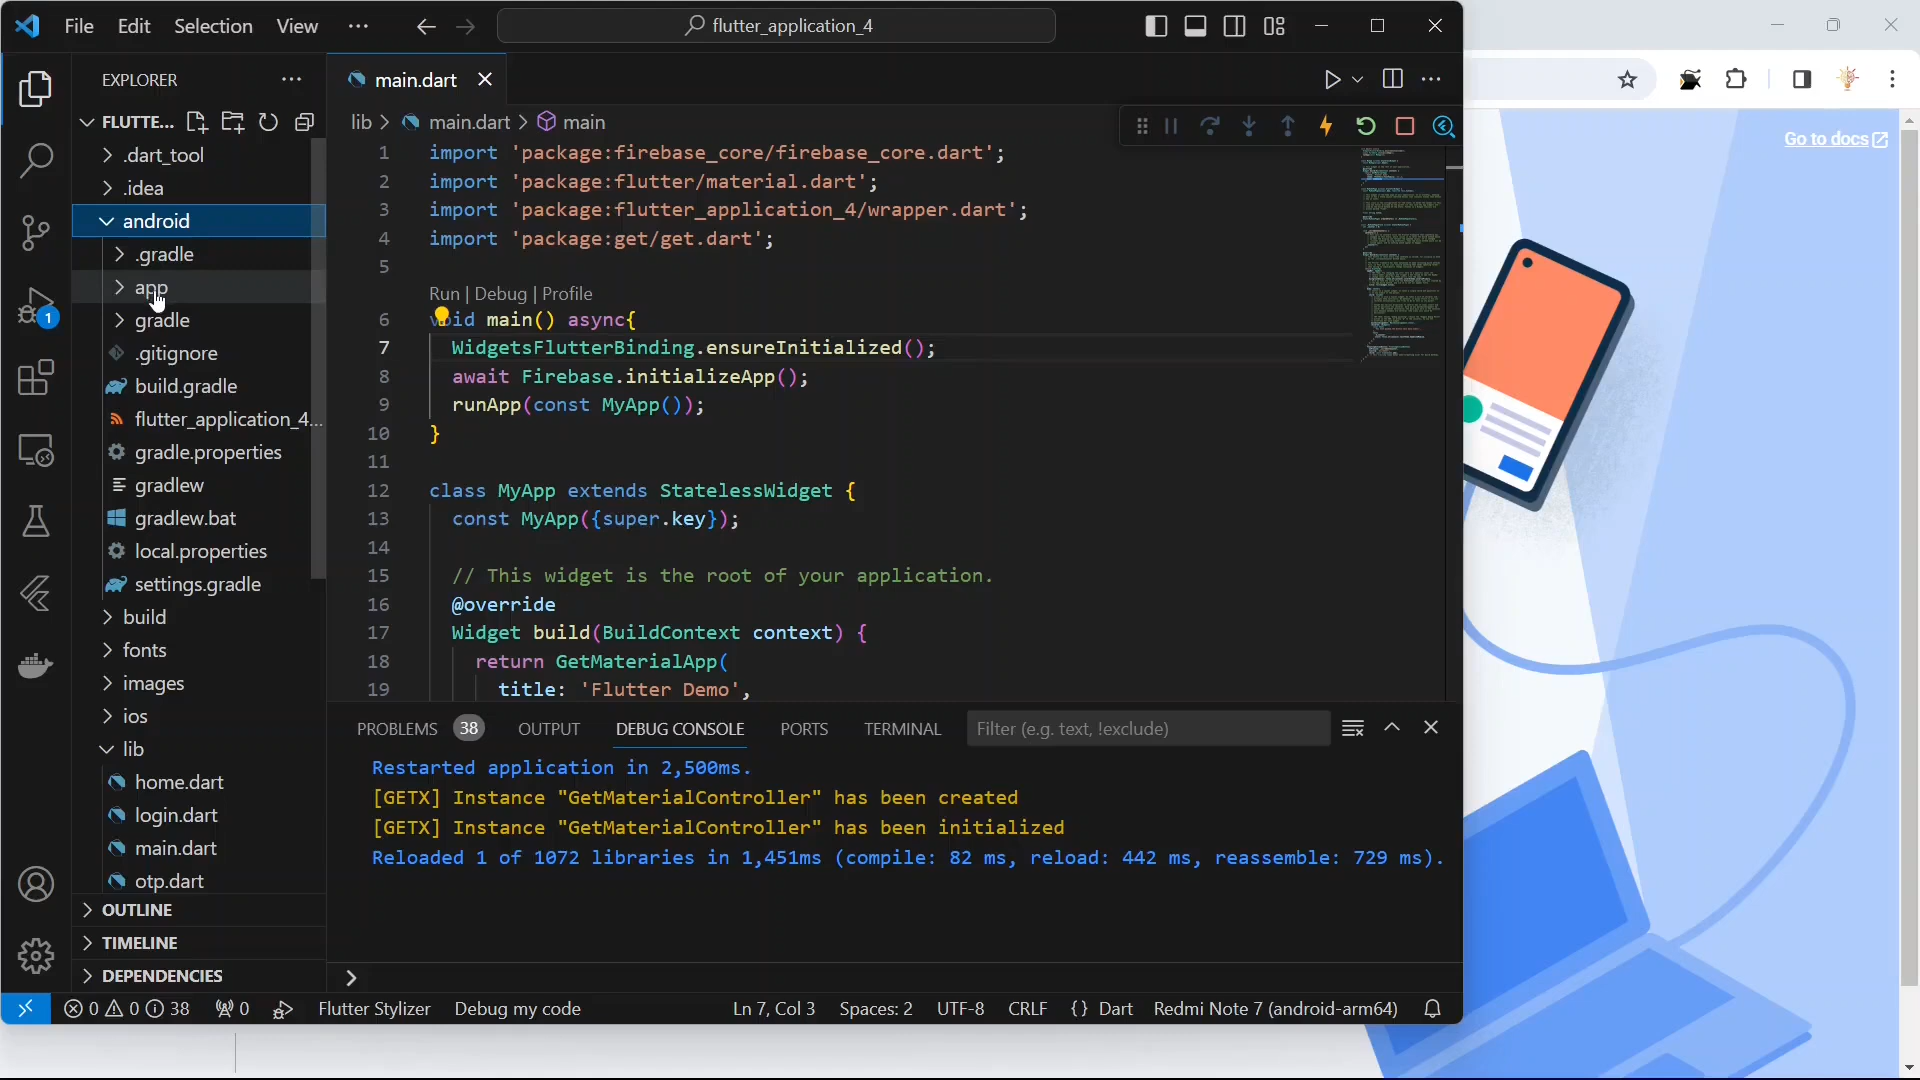 File Edit Selection View
flutter_application_4
EXPLORER
FLUTTE...
.dart_tool
.idea
android
.gradle
app
gradle
.gitignore
build.gradle
flutter_application_4...
gradle.properties
gradlew
gradlew.bat
local.properties
settings.gradle
build
fonts
images
ios
lib
home.dart
login.dart
main.dart
otp.dart
OUTLINE
TIMELINE
DEPENDENCIES
1
main.dart
lib > main.dart > main
1 import 'package:firebase_core/firebase_core.dart';
2 import 'package:flutter/material.dart';
3 import 'package:flutter_application_4/wrapper.dart';
4 import 'package:get/get.dart';
5
Run | Debug | Profile
6 void main() async{
7 WidgetsFlutterBinding.ensureInitialized();
8 await Firebase.initializeApp();
9 runApp(const MyApp());
10 }
11
12 class MyApp extends StatelessWidget {
13 const MyApp({super.key});
14
15 // This widget is the root of your application.
16 @override
17 Widget build(BuildContext context) {
18 return GetMaterialApp(
19 title: 'Flutter Demo',
PROBLEMS 38 OUTPUT DEBUG CONSOLE PORTS TERMINAL Filter (e.g. text, !exclude)
Restarted application in 2,500ms.
[GETX] Instance "GetMaterialController" has been created
[GETX] Instance "GetMaterialController" has been initialized
Reloaded 1 of 1072 libraries in 1,451ms (compile: 82 ms, reload: 442 ms, reassemble: 729 ms).
0 0 38 0 Flutter Stylizer Debug my code Ln 7, Col 3 Spaces: 2 UTF-8 CRLF {} Dart Redmi Note 7 (android-arm64)
Go to docs